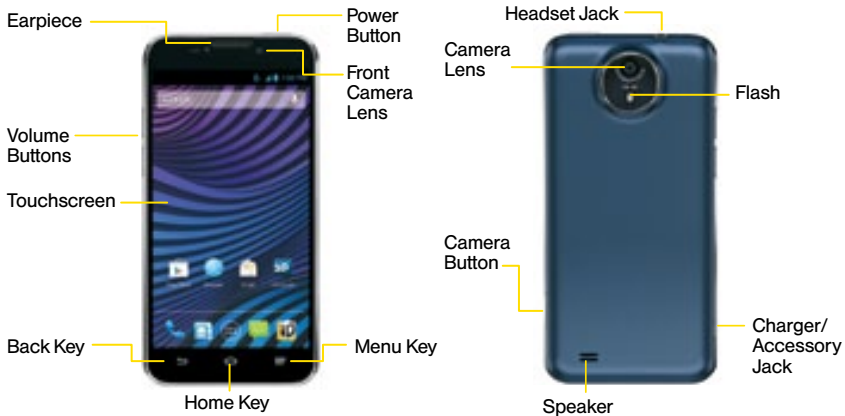 Earpiece
Power
Button
Front
Camera
Lens
Volume
Buttons
Touchscreen
Back Key
Home Key
Menu Key
Headset Jack
Camera
Lens
Flash
Camera
Button
Charger/
Accessory
Jack
Speaker